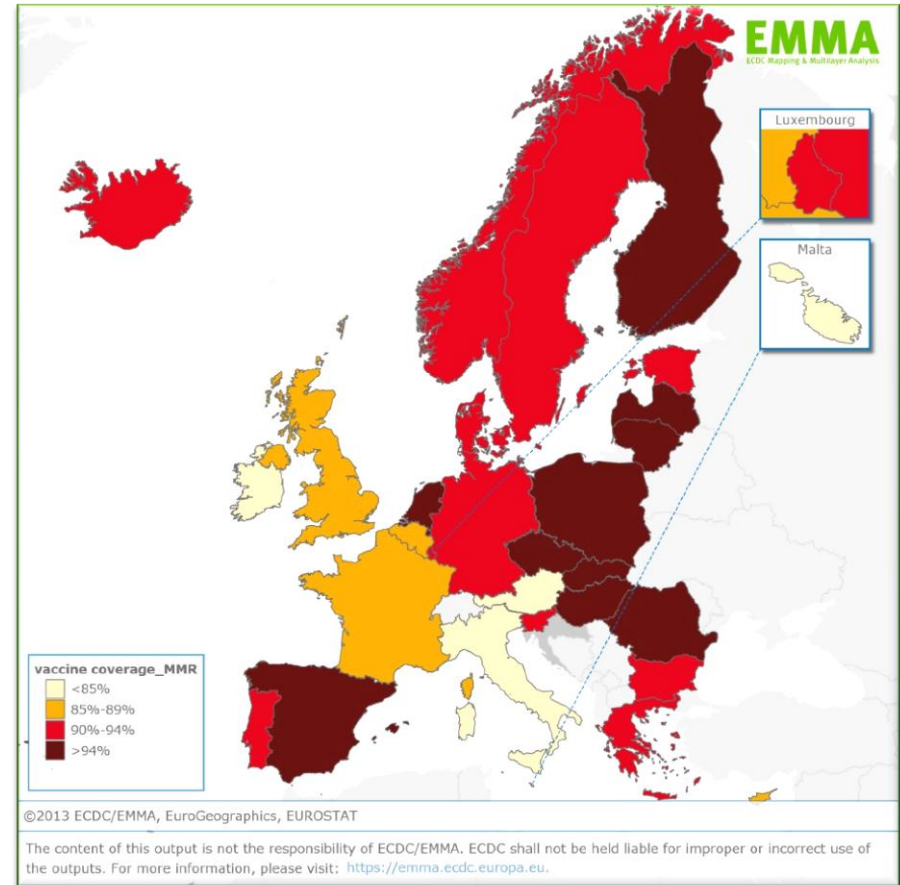 EMMA
ECDC Mapping & Multilayer Analysis
Luxembourg
Malta
vaccine coverage_MMR
<85%
85%-89%
90%-94%
>94%
©2013 ECDC/EMMA, EuroGeographics, EUROSTAT
The content of this output is not the responsibility of ECDC/EMMA. ECDC shall not be held liable for improper or incorrect use of
the outputs. For more information, please visit: https://emma.ecdc.europa.eu.